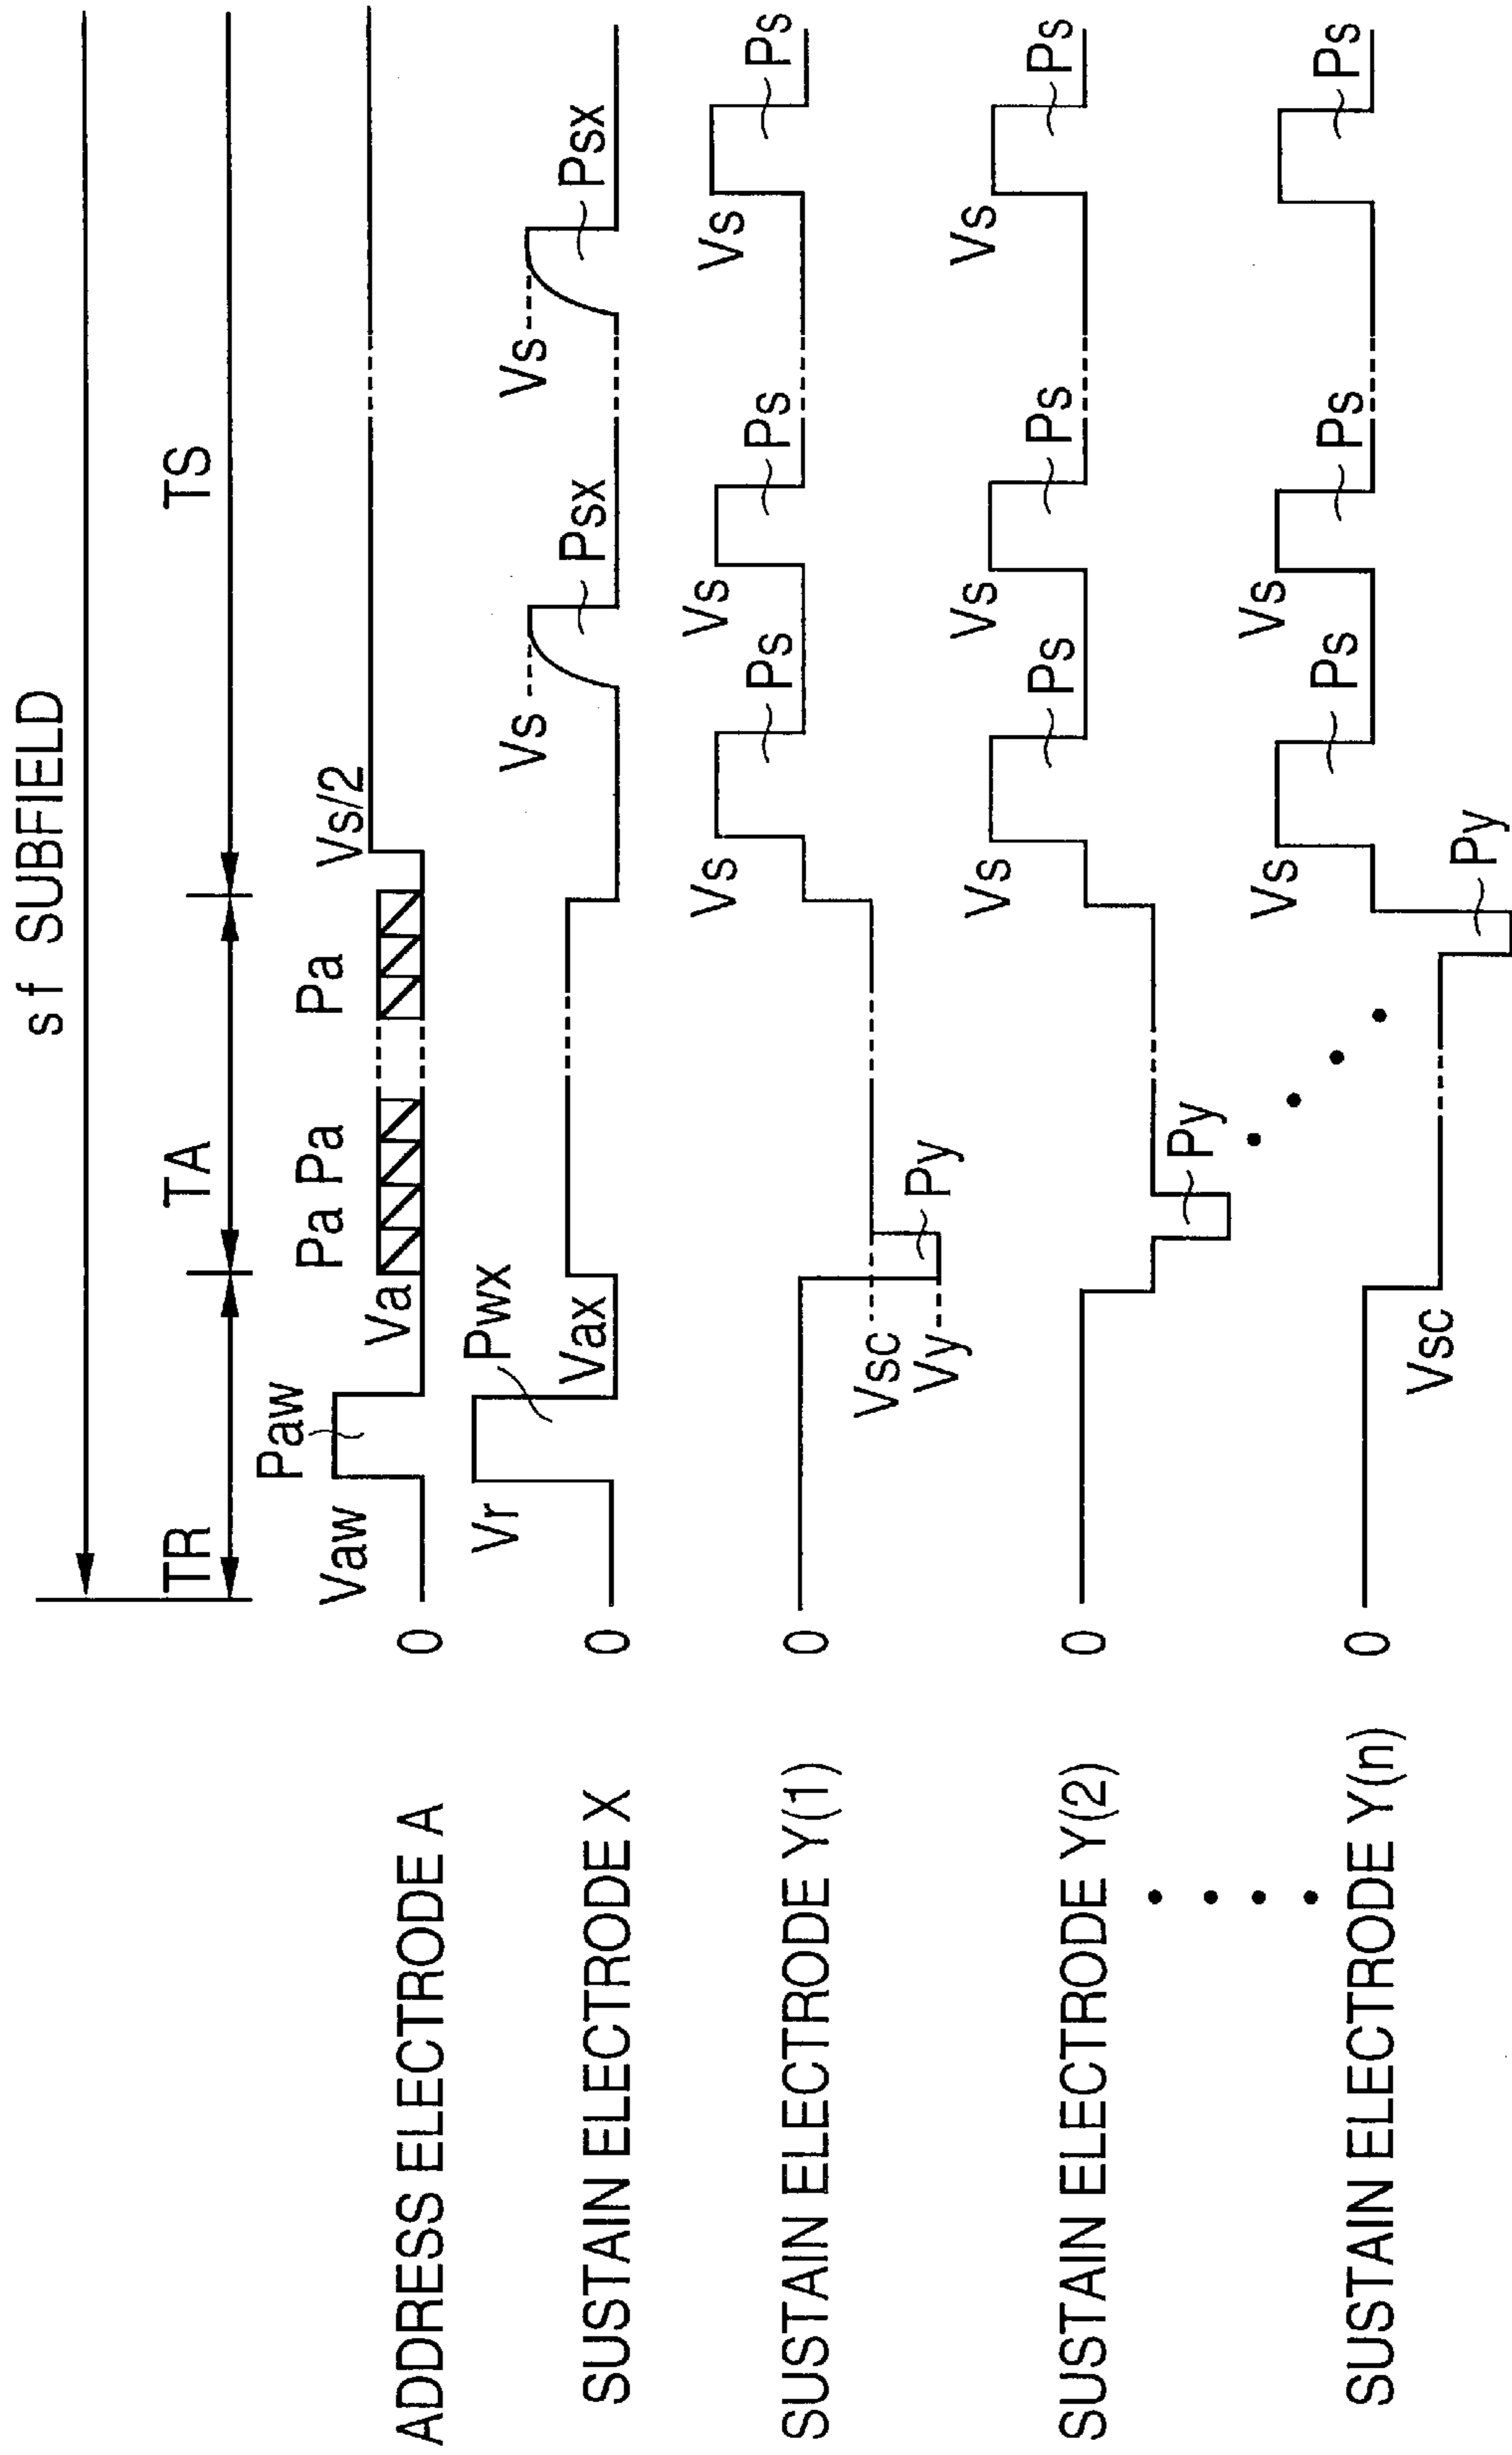 sf SUBFIELD
TR
TA
TS
ADDRESS ELECTRODE A
0
Vaw
Paw
Va
Pa
Pa
Pa
Vs/2
SUSTAIN ELECTRODE X
0
Vr
Pwx
Vax
Vs
Psx
Vs
Psx
SUSTAIN ELECTRODE Y(1)
0
Vsc
Vy
Py
Vs
Ps
Vs
Ps
Vs
Ps
SUSTAIN ELECTRODE Y(2)
0
Py
Vs
Ps
Vs
Ps
Vs
Ps
SUSTAIN ELECTRODE Y(n)
0
Vsc
Py
Vs
Ps
Vs
Ps
Ps